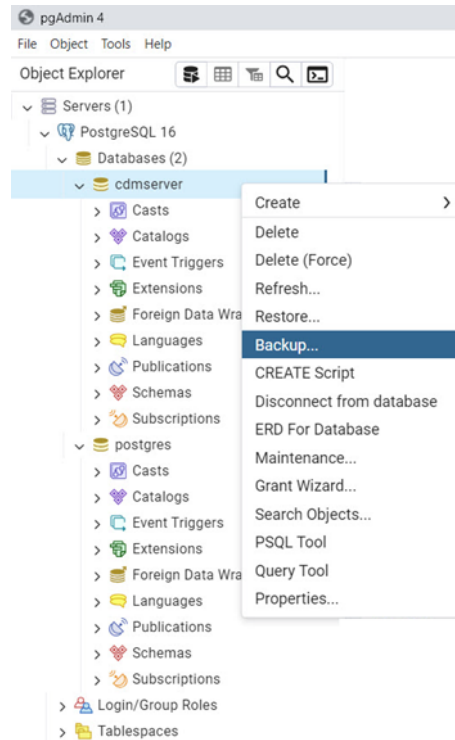 pgAdmin 4
File Object Tools Help
Object Explorer
Servers (1)
PostgreSQL 16
Databases (2)
cdmserver
Casts
Catalogs
Event Triggers
Extensions
Foreign Data Wra
Languages
Publications
Schemas
Subscriptions
postgres
Casts
Catalogs
Event Triggers
Extensions
Foreign Data Wra
Languages
Publications
Schemas
Subscriptions
Login/Group Roles
Tablespaces
Create
Delete
Delete (Force)
Refresh...
Restore...
Backup...
CREATE Script
Disconnect from database
ERD For Database
Maintenance...
Grant Wizard...
Search Objects...
PSQL Tool
Query Tool
Properties...